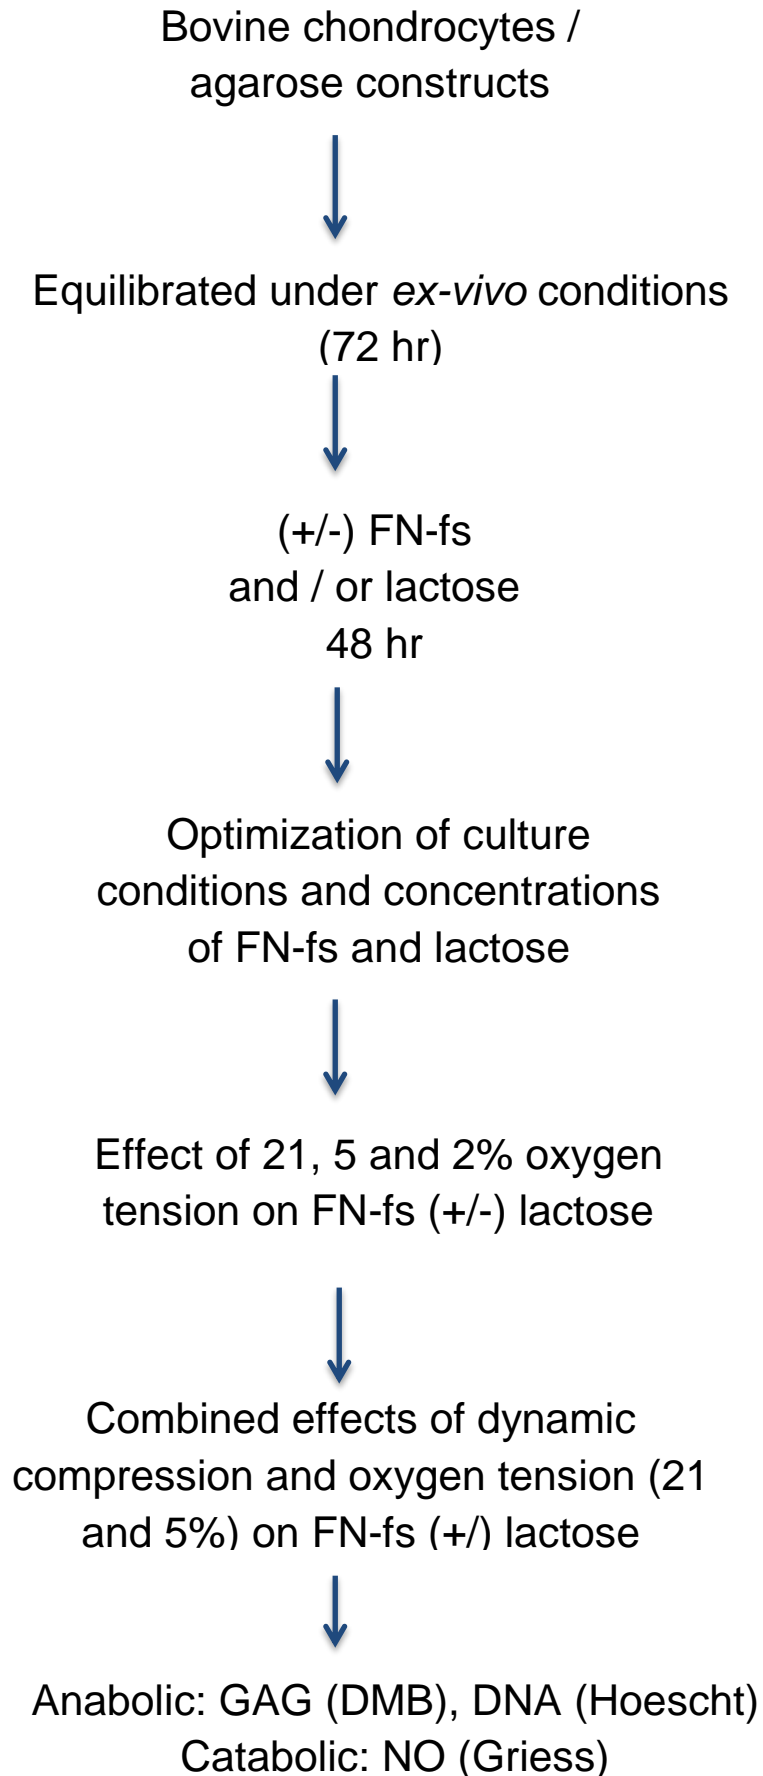 Bovine chondrocytes /
agarose constructs
Equilibrated under ex-vivo conditions
(72 hr)
(+/-) FN-fs
and / or lactose
48 hr
Optimization of culture
conditions and concentrations
of FN-fs and lactose
Effect of 21, 5 and 2% oxygen
tension on FN-fs (+/-) lactose
Combined effects of dynamic
compression and oxygen tension (21
and 5%) on FN-fs (+/) lactose
Anabolic: GAG (DMB), DNA (Hoescht)
Catabolic: NO (Griess)